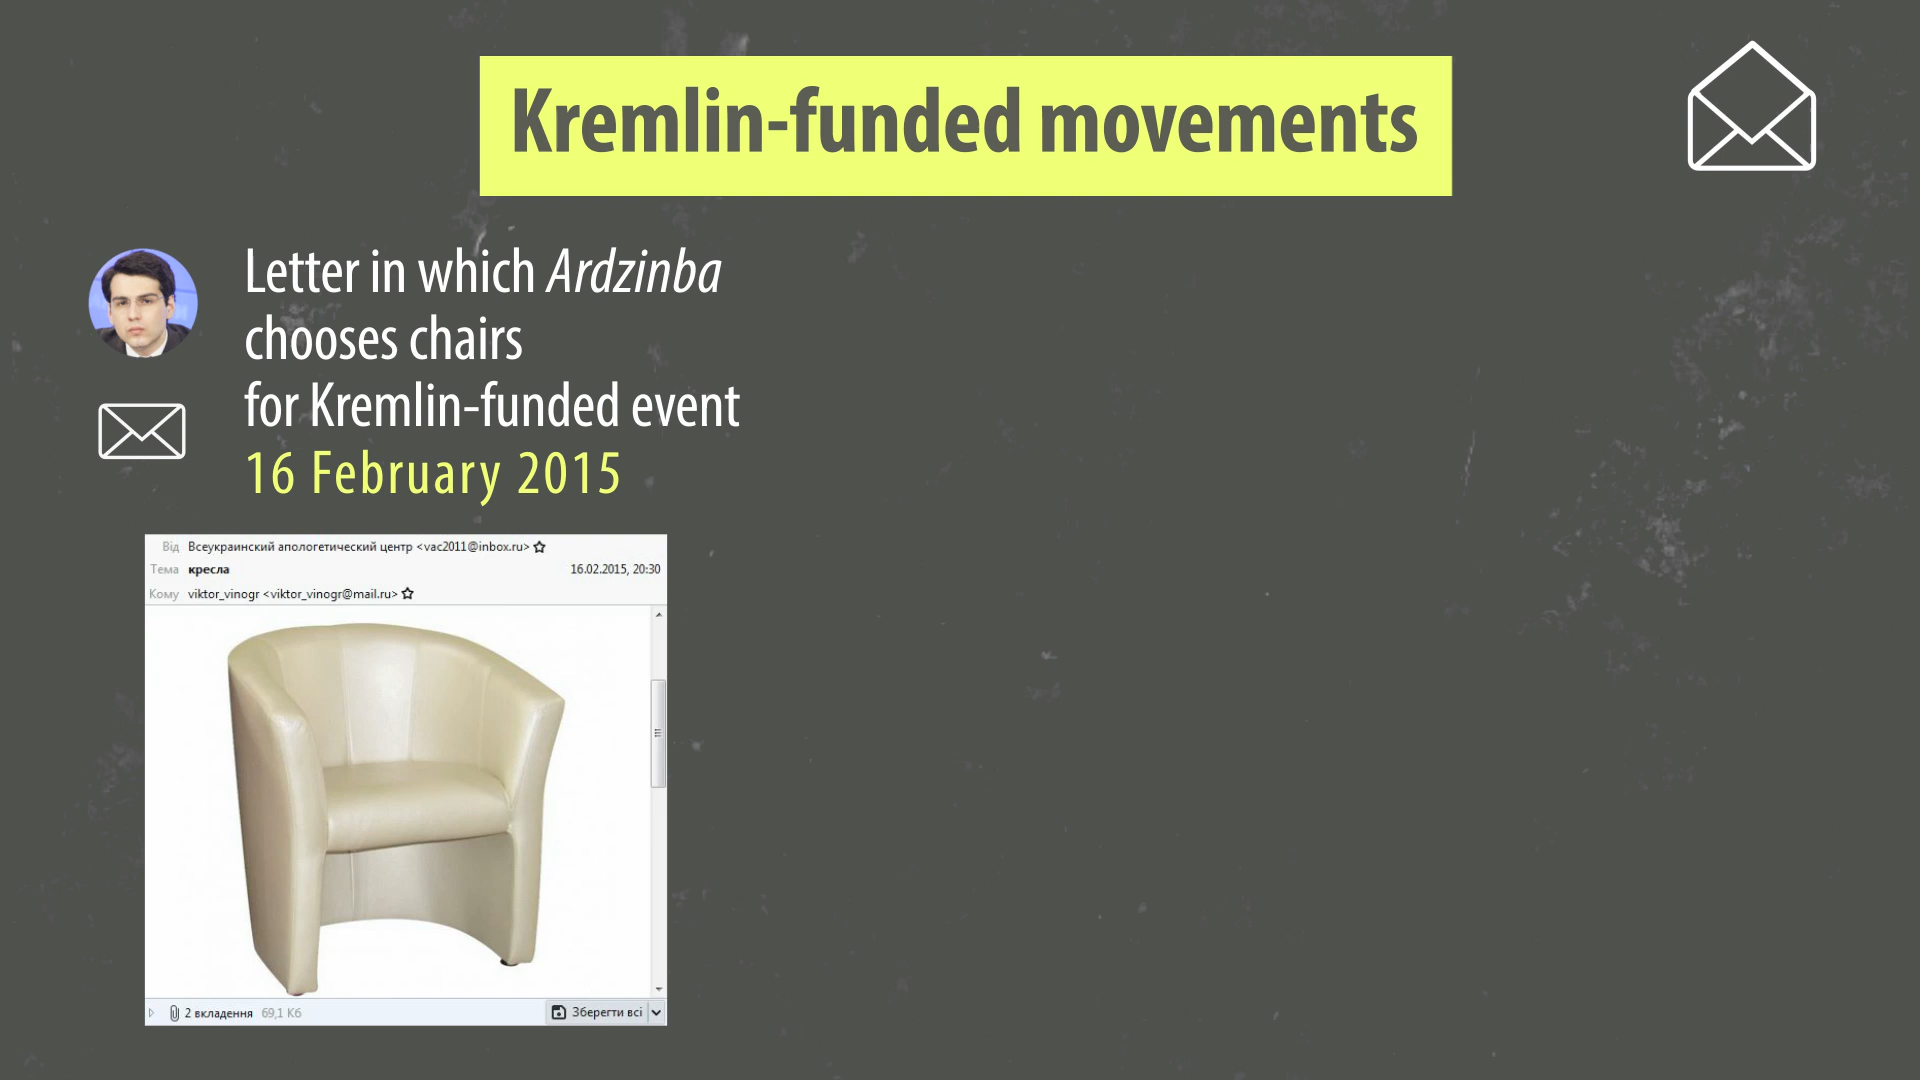 Kremlin-funded movements
Letter in which Ardzinba
chooses chairs
for Kremlin-funded event
16 February 2015
Від Всеукраинский апологетический центр <vac2011@inbox.ru>
Тема кресла 16.02.2015, 20:30
Кому viktor_vinogr <viktor_vinogr@mail.ru>
2 вкладення 69,1 Кб Зберегти всі